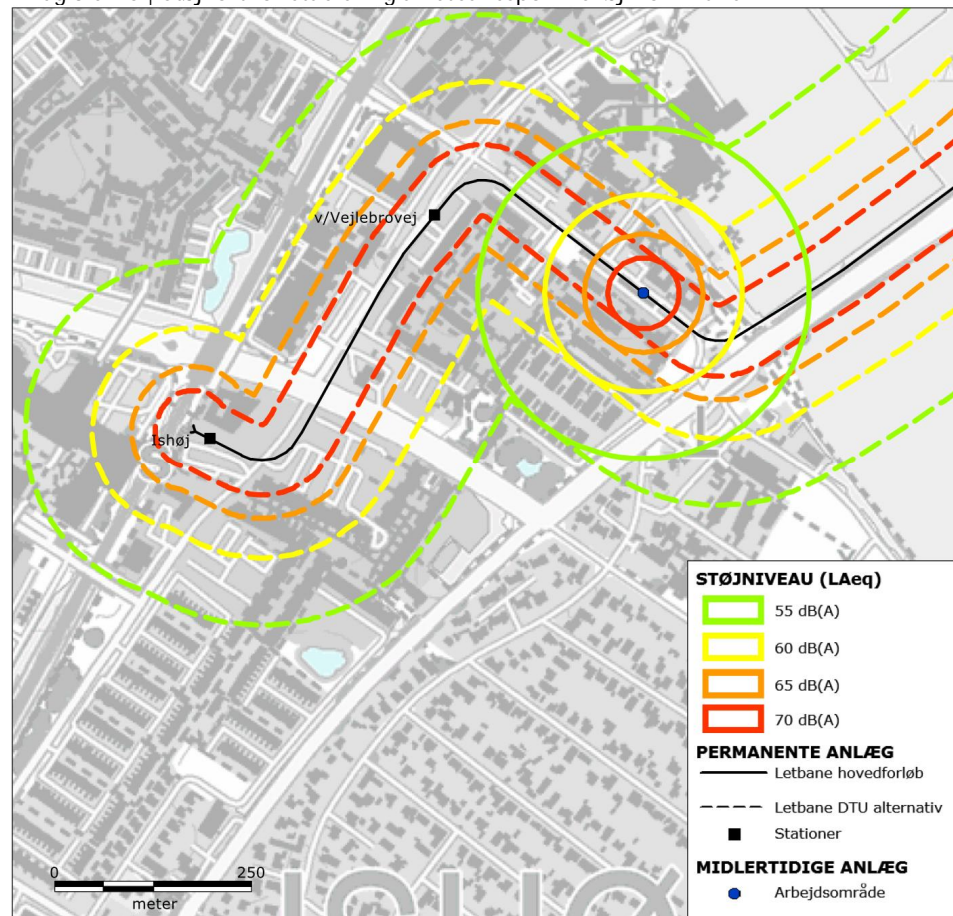 v/Vejlebrovej
Ishøj
STØJNIVEAU (LAeq)
55 dB(A)
60 dB(A)
65 dB(A)
70 dB(A)
PERMANENTE ANLÆG
Letbane hovedforløb
Letbane DTU alternativ
Stationer
MIDLERTIDIGE ANLÆG
Arbejdsområde
0 250
meter